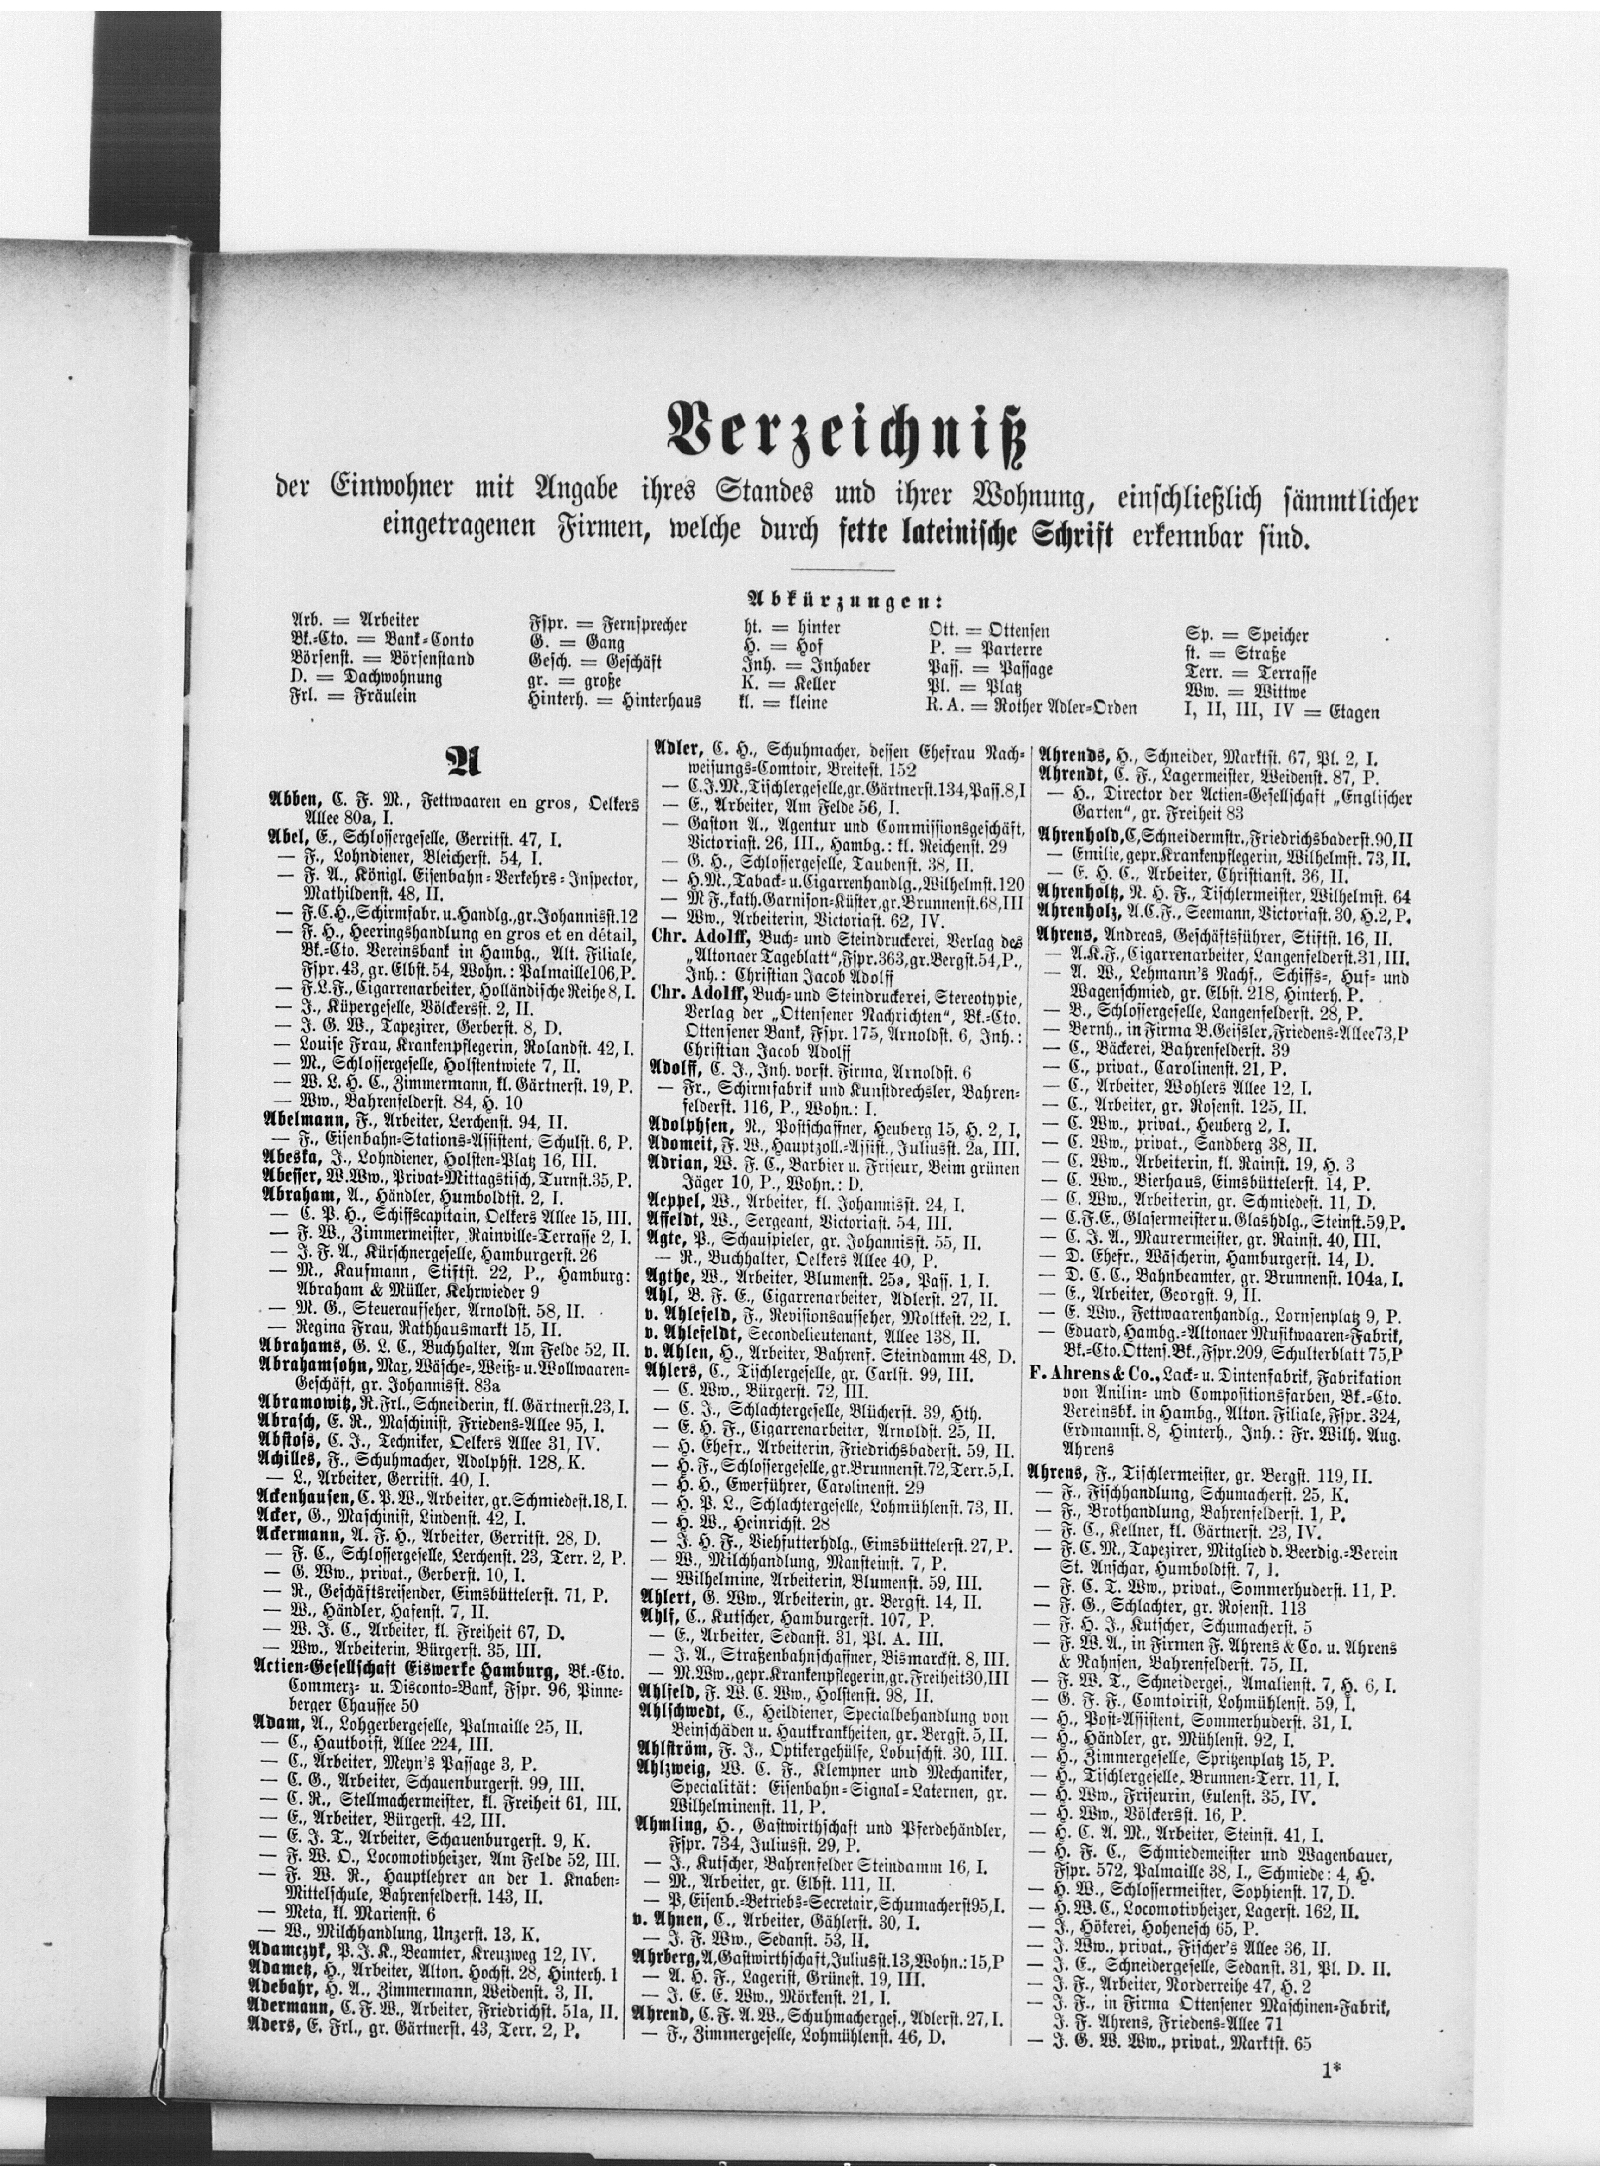 Verzeichniß
der Einwohner mit Angabe ihres Standes und ihrer Wohnung, einschließlich sämmtlicher
eingetragenen Firmen, welche durch fette lateinische Schrift erkennbar sind.
Abkürzungen:
Arb. = Arbeiter
Bk.-Cto. = Bank-Conto
Börsenst. = Börsenstand
D. = Dachwohnung
Frl. = Fräulein
Fspr. = Fernsprecher
G. = Gang
Gesch. = Geschäft
gr. = große
Hinterh. = Hinterhaus
ht. = hinter
H. = Hof
Inh. = Inhaber
K. = Keller
kl. = kleine
Ott. = Ottensen
P. = Parterre
Pass. = Passage
Pl. = Platz
R. A. = Rother Adler-Orden
Sp. = Speicher
st. = Straße
Terr. = Terrasse
Ww. = Wittwe
I, II, III, IV = Etagen
A
Abben, C. F. M., Fettwaaren en gros, Oelkers
Allee 80a, I.
Abel, E., Schlossergeselle, Gerritst. 47, I.
— F., Lohndiener, Bleicherst. 54, I.
— F. A., Königl. Eisenbahn-Verkehrs-Inspector,
Mathildenst. 48, II.
— F.C.H., Schirmfabr. u. Handlg., gr. Johannisst. 12
— F. H., Heeringshandlung en gros et en détail,
Bk.-Cto. Vereinsbank in Hambg., Alt. Filiale,
Fspr. 43, gr. Elbst. 54, Wohn.: Palmaille 106, P.
— F.L.F., Cigarrenarbeiter, Holländische Reihe 8, I.
— J., Küpergeselle, Völckersst. 2, II.
— J. G. W., Tapezirer, Gerberst. 8, D.
— Louise Frau, Krankenpflegerin, Rolandst. 42, I.
— M., Schlossergeselle, Holstentwiete 7, II.
— W. L. H. C., Zimmermann, kl. Gärtnerst. 19, P.
— Ww., Bahrenfelderst. 84, H. 10
Abelmann, F., Arbeiter, Lerchenst. 94, II.
— F., Eisenbahn-Stations-Assistent, Schulst. 6, P.
Abeska, J., Lohndiener, Holsten-Platz 16, III.
Abesser, W. Ww., Privat-Mittagstisch, Turnst. 35, P.
Abraham, A., Händler, Humboldtst. 2, I.
— C. P. H., Schiffscapitain, Oelkers Allee 15, III.
— F. W., Zimmermeister, Rainville-Terrasse 2, I.
— J. F. A., Kürschnergeselle, Hamburgerst. 26
— M., Kaufmann, Stiftst. 22, P., Hamburg:
Abraham & Müller, Kehrwieder 9
— M. G., Steueraufseher, Arnoldst. 58, II.
— Regina Frau, Rathhausmarkt 15, II.
Abrahams, G. L. C., Buchhalter, Am Felde 52, II.
Abrahamsohn, Max, Wäsche-, Weiß- u. Wollwaaren-
Geschäft, gr. Johannisst. 83a
Abramowitz, R. Frl., Schneiderin, kl. Gärtnerst. 23, I.
Abrasch, E. R., Maschinist, Friedens-Allee 95, I.
Abstoss, C. J., Techniker, Oelkers Allee 31, IV.
Achilles, F., Schuhmacher, Adolphst. 128, K.
— L., Arbeiter, Gerritst. 40, I.
Ackenhausen, C. P. W., Arbeiter, gr. Schmiedest. 18, I.
Acker, G., Maschinist, Lindenst. 42, I.
Ackermann, A. F. H., Arbeiter, Gerritst. 28, D.
— F. C., Schlossergeselle, Lerchenst. 23, Terr. 2, P.
— G. Ww., privat., Gerberst. 10, I.
— R., Geschäftsreisender, Eimsbüttelerst. 71, P.
— W., Händler, Hafenst. 7, II.
— W. J. C., Arbeiter, kl. Freiheit 67, D.
— Ww., Arbeiterin, Bürgerst. 35, III.
Actien-Gesellschaft Eiswerke Hamburg, Bk.-Cto.
Commerz- u. Disconto-Bank, Fspr. 96, Pinne-
berger Chaussee 50
Adam, A., Lohgerbergeselle, Palmaille 25, II.
— C., Hautboist, Allee 224, III.
— C., Arbeiter, Meyn's Passage 3, P.
— C. G., Arbeiter, Schauenburgerst. 99, III.
— C. R., Stellmachermeister, kl. Freiheit 61, III.
— E., Arbeiter, Bürgerst. 42, III.
— E. J. T., Arbeiter, Schauenburgerst. 9, K.
— F. W. O., Locomotivheizer, Am Felde 52, III.
— F. W. R., Hauptlehrer an der 1. Knaben-
Mittelschule, Bahrenfelderst. 143, II.
— Meta, kl. Marienst. 6
— W., Milchhandlung, Unzerst. 13, K.
Adamczyk, P. J. K., Beamter, Kreuzweg 12, IV.
Adametz, H., Arbeiter, Alton. Hochst. 28, Hinterh. 1
Adebahr, H. A., Zimmermann, Weidenst. 3, II.
Adermann, C. F. W., Arbeiter, Friedrichst. 51a, II.
Aders, E. Frl., gr. Gärtnerst. 43, Terr. 2, P.
Adler, C. H., Schuhmacher, dessen Ehefrau Nach-
weisungs-Comtoir, Breitest. 152
— C.J.M., Tischlergeselle, gr. Gärtnerst. 134, Pass. 8, I
— E., Arbeiter, Am Felde 56, I.
— Gaston A., Agentur und Commissionsgeschäft,
Victoriast. 26, III., Hambg.: kl. Reichenst. 29
— G. H., Schlossergeselle, Taubenst. 38, II.
— H.M., Taback- u. Cigarrenhandlg., Wilhelmst. 120
— M F., kath. Garnison-Küster, gr. Brunnenst. 68, III
— Ww., Arbeiterin, Victoriast. 62, IV.
Chr. Adolff, Buch- und Steindruckerei, Verlag des
„Altonaer Tageblatt“, Fspr. 363, gr. Bergst. 54, P.,
Inh.: Christian Jacob Adolff
Chr. Adolff, Buch- und Steindruckerei, Stereotypie,
Verlag der „Ottensener Nachrichten“, Bk.-Cto.
Ottensener Bank, Fspr. 175, Arnoldst. 6, Inh.:
Christian Jacob Adolff
Adolff, C. J., Inh. vorst. Firma, Arnoldst. 6
— Fr., Schirmfabrik und Kunstdrechsler, Bahren-
felderst. 116, P., Wohn.: I.
Adolphsen, N., Postschaffner, Heuberg 15, H. 2, I.
Adomeit, F. W., Hauptzoll.-Assist., Juliusst. 2a, III.
Adrian, W. F. C., Barbier u. Friseur, Beim grünen
Jäger 10, P., Wohn.: D.
Aeppel, W., Arbeiter, kl. Johannisst. 24, I.
Affeldt, W., Sergeant, Victoriast. 54, III.
Agte, P., Schauspieler, gr. Johannisst. 55, II.
— R., Buchhalter, Oelkers Allee 40, P.
Agthe, W., Arbeiter, Blumenst. 25a, Pass. 1, I.
Ahl, B. F. E., Cigarrenarbeiter, Adlerst. 27, II.
v. Ahlefeld, F., Revisionsaufseher, Moltkest. 22, I.
v. Ahlefeldt, Secondelieutenant, Allee 138, II.
v. Ahlen, H., Arbeiter, Bahrenf. Steindamm 48, D.
Ahlers, C., Tischlergeselle, gr. Carlst. 99, III.
— C. Ww., Bürgerst. 72, III.
— C. J., Schlachtergeselle, Blücherst. 39, Hth.
— E. H. F., Cigarrenarbeiter, Arnoldst. 25, II.
— H. Ehefr., Arbeiterin, Friedrichsbaderst. 59, II.
— H. F., Schlossergeselle, gr. Brunnenst. 72, Terr. 5, I.
— H. H., Ewerführer, Carolinenst. 29
— H. P. L., Schlachtergeselle, Lohmühlenst. 73, II.
— H. W., Heinrichst. 28
— J. H. F., Viehfutterhdlg., Eimsbüttelerst. 27, P.
— W., Milchhandlung, Mansteinst. 7, P.
— Wilhelmine, Arbeiterin, Blumenst. 59, III.
Ahlert, G. Ww., Arbeiterin, gr. Bergst. 14, II.
Ahlf, C., Kutscher, Hamburgerst. 107, P.
— E., Arbeiter, Sedanst. 31, Pl. A. III.
— J. A., Straßenbahnschaffner, Bismarckst. 8, III.
— M. Ww., gepr. Krankenpflegerin, gr. Freiheit 30, III
Ahlfeld, F. W. C. Ww., Holstenst. 98, II.
Ahlschwedt, C., Heildiener, Specialbehandlung von
Beinschäden u. Hautkrankheiten, gr. Bergst. 5, II.
Ahlström, F. J., Optikergehülfe, Lobuschst. 30, III.
Ahlzweig, W. C. F., Klempner und Mechaniker,
Specialität: Eisenbahn-Signal-Laternen, gr.
Wilhelminenst. 11, P.
Ahmling, H., Gastwirthschaft und Pferdehändler,
Fspr. 734, Juliusst. 29, P.
— J., Kutscher, Bahrenfelder Steindamm 16, I.
— M., Arbeiter, gr. Elbst. 111, II.
— P, Eisenb.-Betriebs-Secretair, Schumacherst 95, I.
v. Ahnen, C., Arbeiter, Gählerst. 30, I.
— J. F. Ww., Sedanst. 53, II.
Ahrberg, A, Gastwirthschaft, Juliusst. 13, Wohn.: 15, P
— A. H. F., Lagerist, Grünest. 19, III.
— J. E. E. Ww., Mörkenst. 21, I.
Ahrend, C. F. A. W., Schuhmacherges., Adlerst. 27, I.
— F., Zimmergeselle, Lohmühlenst. 46, D.
Ahrends, H., Schneider, Marktst. 67, Pl. 2, I.
Ahrendt, C. F., Lagermeister, Weidenst. 87, P.
— H., Director der Actien-Gesellschaft „Englischer
Garten“, gr. Freiheit 83
Ahrenhold, C, Schneidermstr., Friedrichsbaderst. 90, II
— Emilie, gepr. Krankenpflegerin, Wilhelmst. 73, II.
— E. H. C., Arbeiter, Christianst. 36, II.
Ahrenholtz, N. H. F., Tischlermeister, Wilhelmst. 64
Ahrenholz, A.C.F., Seemann, Victoriast. 30, H. 2, P.
Ahrens, Andreas, Geschäftsführer, Stiftst. 16, II.
— A.K.F., Cigarrenarbeiter, Langenfelderst. 31, III.
— A. W., Lehmann's Nachf., Schiffs-, Huf- und
Wagenschmied, gr. Elbst. 218, Hinterh. P.
— B., Schlossergeselle, Langenfelderst. 28, P.
— Bernh., in Firma B. Geissler, Friedens-Allee 73, P
— C., Bäckerei, Bahrenfelderst. 39
— C., privat., Carolinenst. 21, P.
— C., Arbeiter, Wohlers Allee 12, I.
— C., Arbeiter, gr. Rosenst. 125, II.
— C. Ww., privat., Heuberg 2, I.
— C. Ww., privat., Sandberg 38, II.
— C. Ww., Arbeiterin, kl. Rainst. 19, H. 3
— C. Ww., Bierhaus, Eimsbüttelerst. 14, P.
— C. Ww., Arbeiterin, gr. Schmiedest. 11, D.
— C.F.E., Glasermeister u. Glashdlg., Steinst. 59, P.
— C. J. A., Maurermeister, gr. Rainst. 40, III.
— D. Ehefr., Wäscherin, Hamburgerst. 14, D.
— D. C. C., Bahnbeamter, gr. Brunnenst. 104a, I.
— E., Arbeiter, Georgst. 9, II.
— E. Ww., Fettwaarenhandlg., Lornsenplatz 9, P.
— Eduard, Hambg.-Altonaer Musikwaaren-Fabrik,
Bk.-Cto. Ottens. Bk., Fspr. 209, Schulterblatt 75, P
F. Ahrens & Co., Lack- u. Dintenfabrik, Fabrikation
von Anilin- und Compositionsfarben, Bk.-Cto.
Vereinsbk. in Hambg., Alton. Filiale, Fspr. 324,
Erdmannst. 8, Hinterh., Inh.: Fr. Wilh. Aug.
Ahrens
Ahrens, F., Tischlermeister, gr. Bergst. 119, II.
— F., Fischhandlung, Schumacherst. 25, K.
— F., Brothandlung, Bahrenfelderst. 1, P.
— F. C., Kellner, kl. Gärtnerst. 23, IV.
— F. C. M., Tapezirer, Mitglied d. Beerdig.-Verein
St. Anschar, Humboldtst. 7, I.
— F. C. T. Ww., privat., Sommerhuderst. 11, P.
— F. G., Schlachter, gr. Rosenst. 113
— F. H. J., Kutscher, Schumacherst. 5
— F. W. A., in Firmen F. Ahrens & Co. u. Ahrens
& Nahnsen, Bahrenfelderst. 75, II.
— F. W. T., Schneiderges., Amalienst. 7, H. 6, I.
— G. F. F., Comtoirist, Lohmühlenst. 59, I.
— H., Post-Assistent, Sommerhuderst. 31, I.
— H., Händler, gr. Mühlenst. 92, I.
— H., Zimmergeselle, Spritzenplatz 15, P.
— H., Tischlergeselle, Brunnen-Terr. 11, I.
— H. Ww., Friseurin, Eulenst. 35, IV.
— H. Ww., Völckersst. 16, P.
— H. C. A. M., Arbeiter, Steinst. 41, I.
— H. F. C., Schmiedemeister und Wagenbauer,
Fspr. 572, Palmaille 38, I., Schmiede: 4, H.
— H. W., Schlossermeister, Sophienst. 17, D.
— H. W. C., Locomotivheizer, Lagerst. 162, II.
— J., Hökerei, Hohenesch 65, P.
— J. Ww., privat., Fischer's Allee 36, II.
— J. E., Schneidergeselle, Sedanst. 31, Pl. D. II.
— J. F., Arbeiter, Norderreihe 47, H. 2
— J. F., in Firma Ottensener Maschinen-Fabrik,
J. F. Ahrens, Friedens-Allee 71
— J. G. W. Ww., privat., Marktst. 65
1*